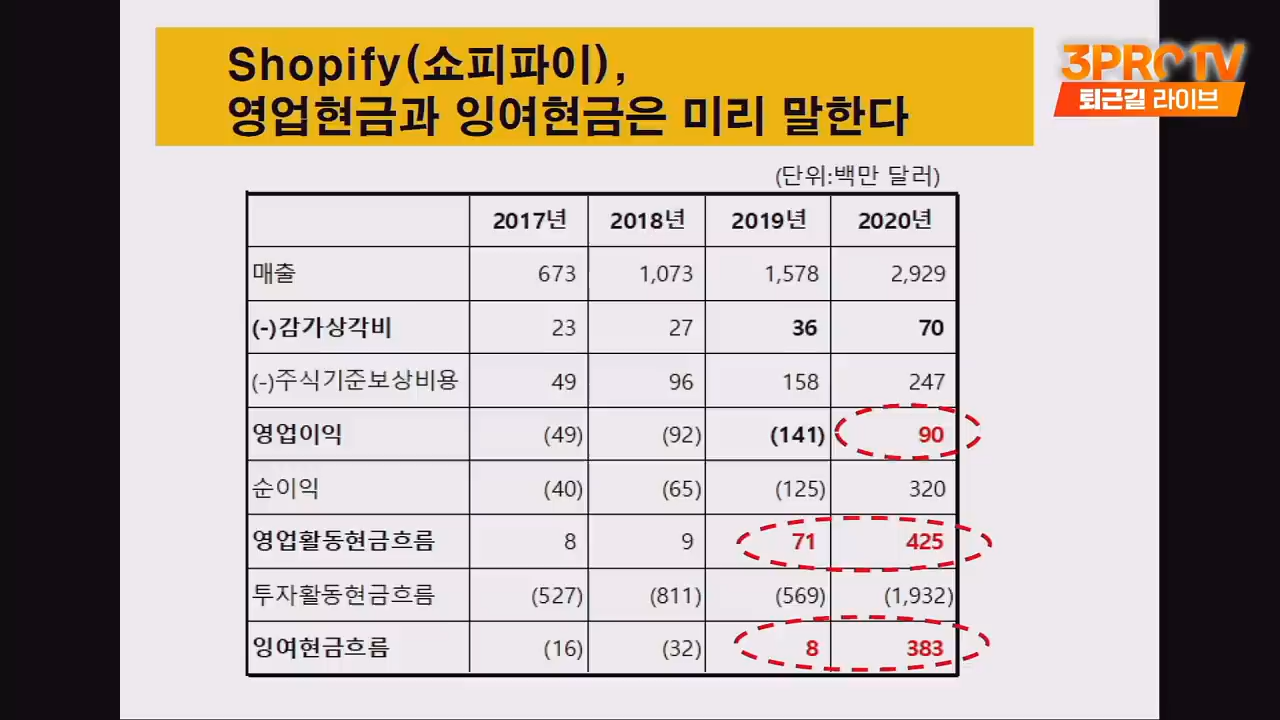 Shopify(쇼피파이),
영업현금과 잉여현금은 미리 말한다
3PROTV
퇴근길 라이브
(단위:백만 달러)
2017년 2018년 2019년 2020년
매출 673 1,073 1,578 2,929
(-)감가상각비 23 27 36 70
(-)주식기준보상비용 49 96 158 247
영업이익 (49) (92) (141) 90
순이익 (40) (65) (125) 320
영업활동현금흐름 8 9 71 425
투자활동현금흐름 (527) (811) (569) (1,932)
잉여현금흐름 (16) (32) 8 383